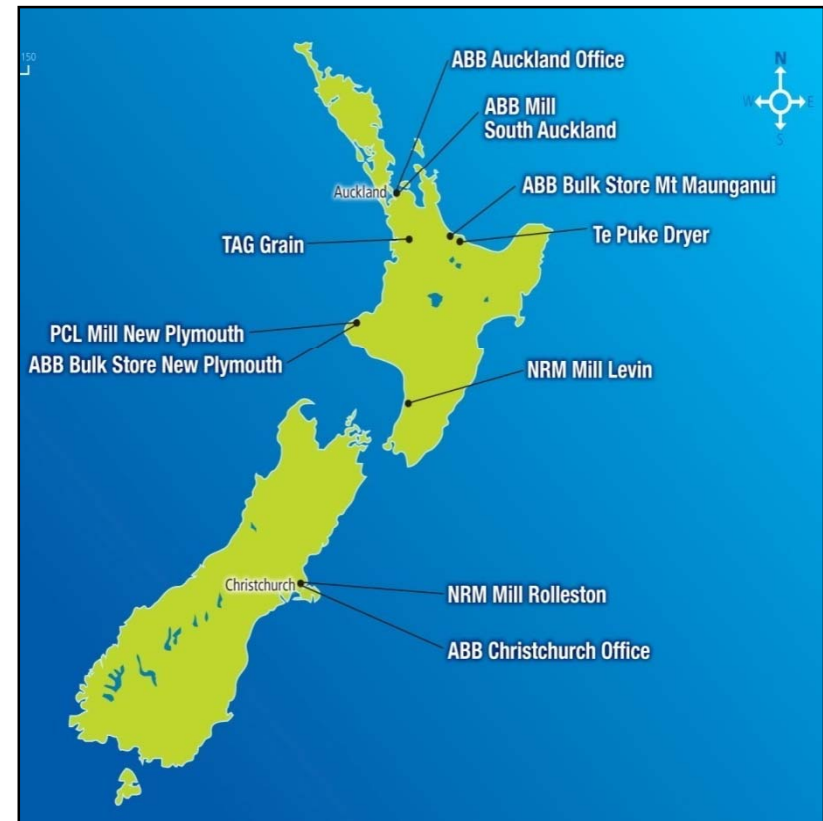 150
N
W
E
S
ABB Auckland Office
ABB Mill
South Auckland
Auckland
ABB Bulk Store Mt Maunganui
Te Puke Dryer
TAG Grain
PCL Mill New Plymouth
ABB Bulk Store New Plymouth
NRM Mill Levin
Christchurch
NRM Mill Rolleston
ABB Christchurch Office